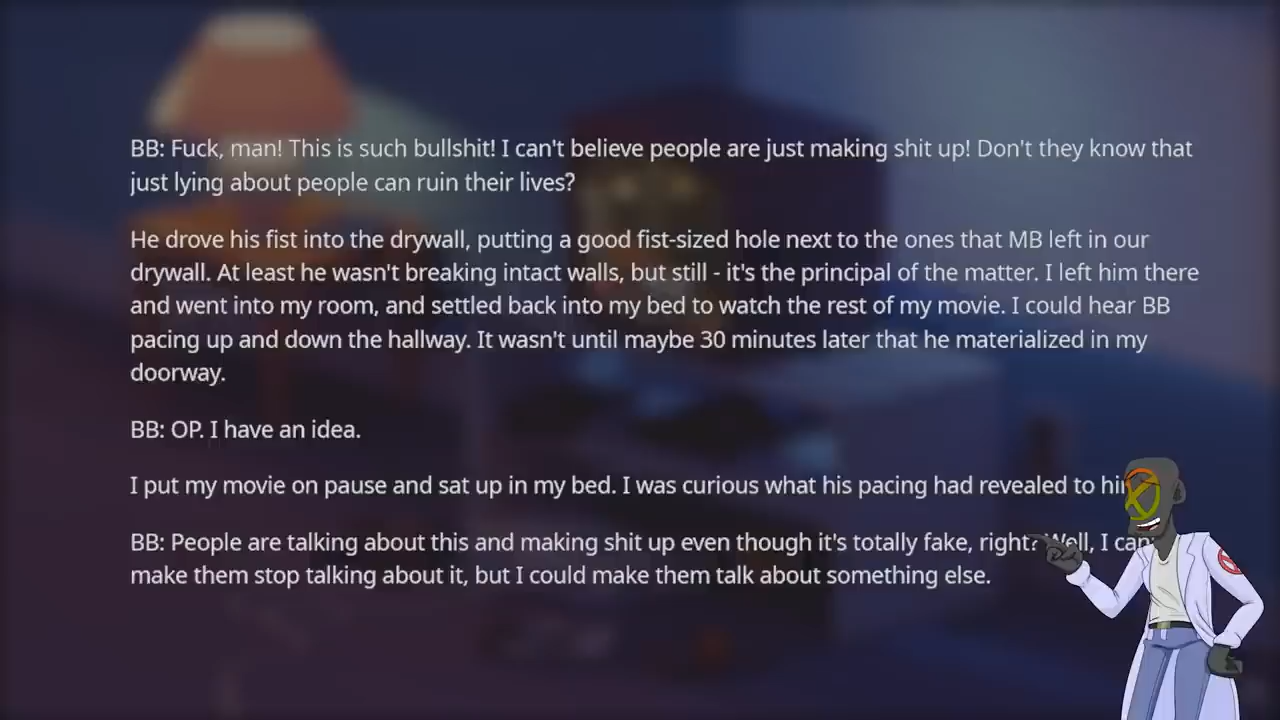 BB: Fuck, man! This is such bullshit! I can't believe people are just making shit up! Don't they know that
just lying about people can ruin their lives?
He drove his fist into the drywall, putting a good fist-sized hole next to the ones that MB left in our
drywall. At least he wasn't breaking intact walls, but still - it's the principal of the matter. I left him there
and went into my room, and settled back into my bed to watch the rest of my movie. I could hear BB
pacing up and down the hallway. It wasn't until maybe 30 minutes later that he materialized in my
doorway.
BB: OP. I have an idea.
I put my movie on pause and sat up in my bed. I was curious what his pacing had revealed to
BB: People are talking about this and making shit up even though it's totally fake, right? Well, I
make them stop talking about it, but I could make them talk about something else.